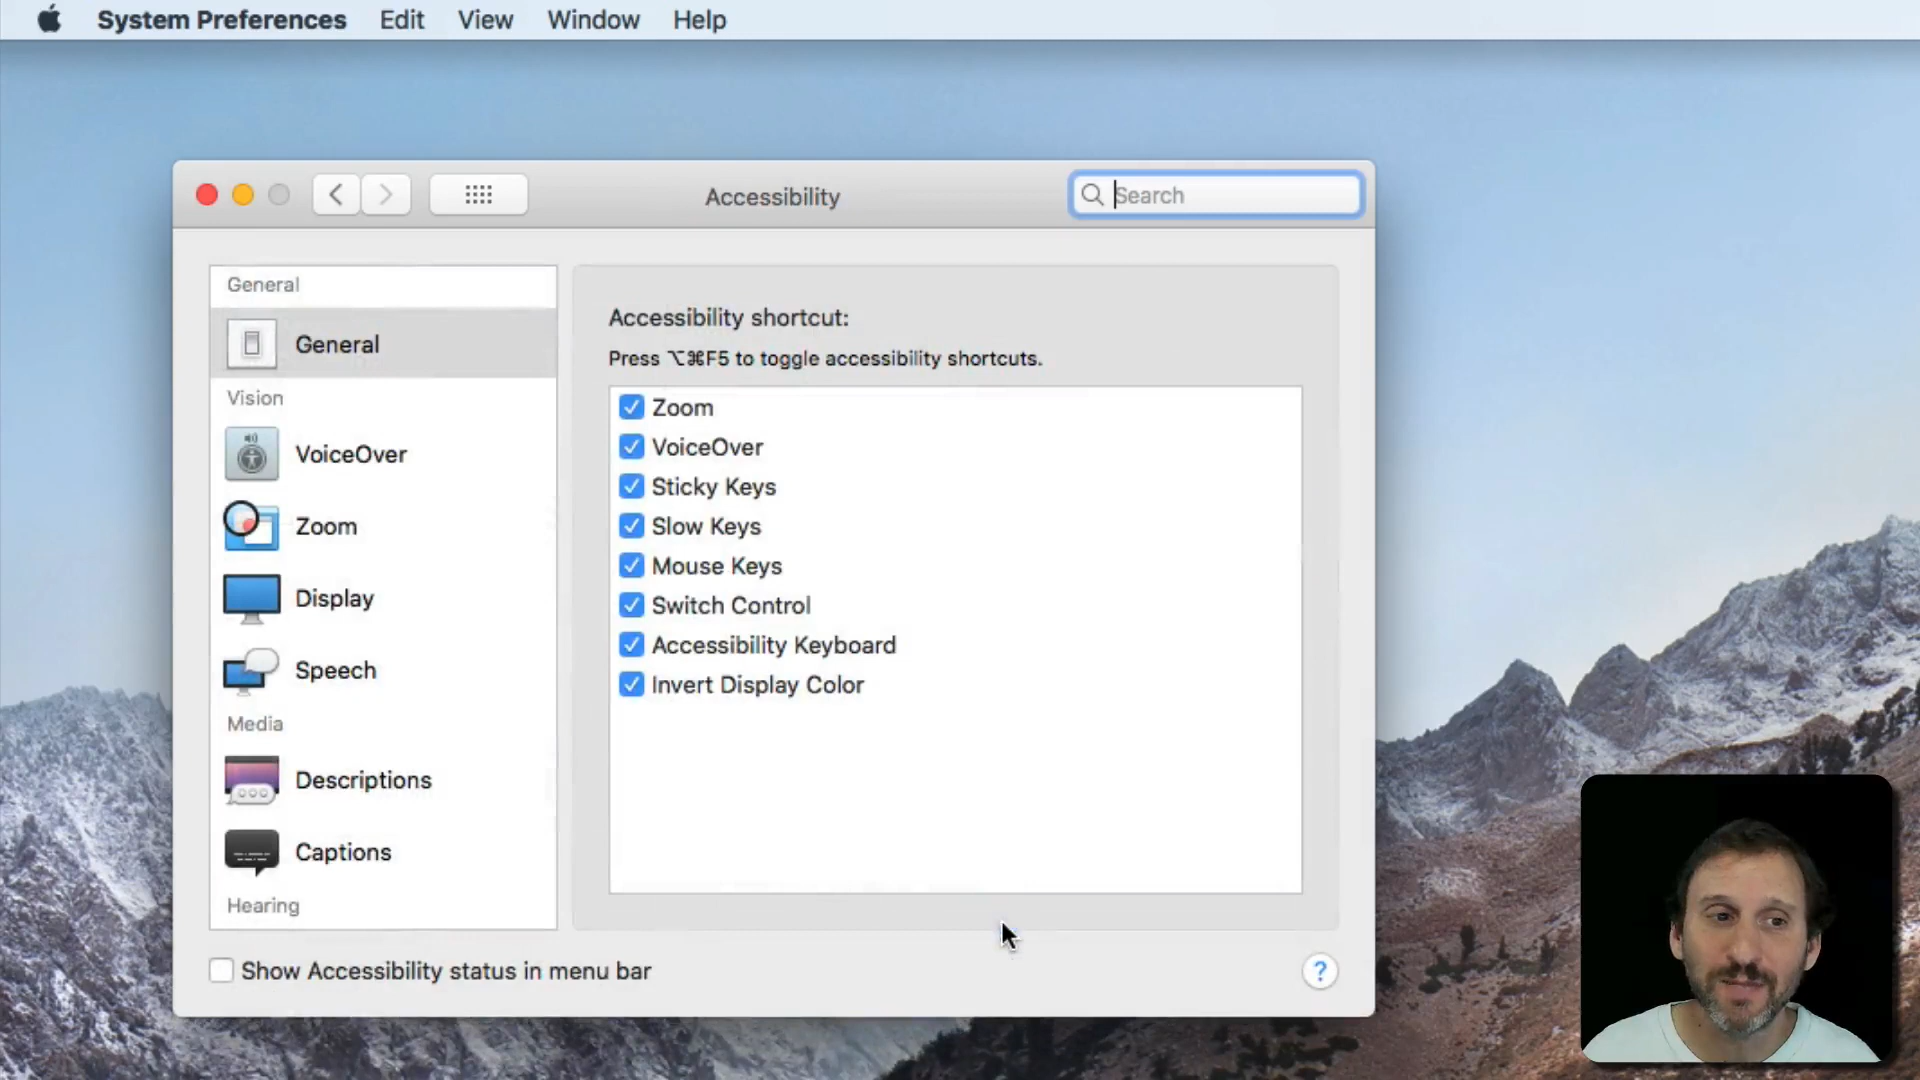 System Preferences Edit View Window Help
Accessibility
Search
General
General
Vision
VoiceOver
Zoom
Display
Speech
Media
Descriptions
Captions
Hearing
Accessibility shortcut:
Press ⌥⌘F5 to toggle accessibility shortcuts.
Zoom
VoiceOver
Sticky Keys
Slow Keys
Mouse Keys
Switch Control
Accessibility Keyboard
Invert Display Color
Show Accessibility status in menu bar
?